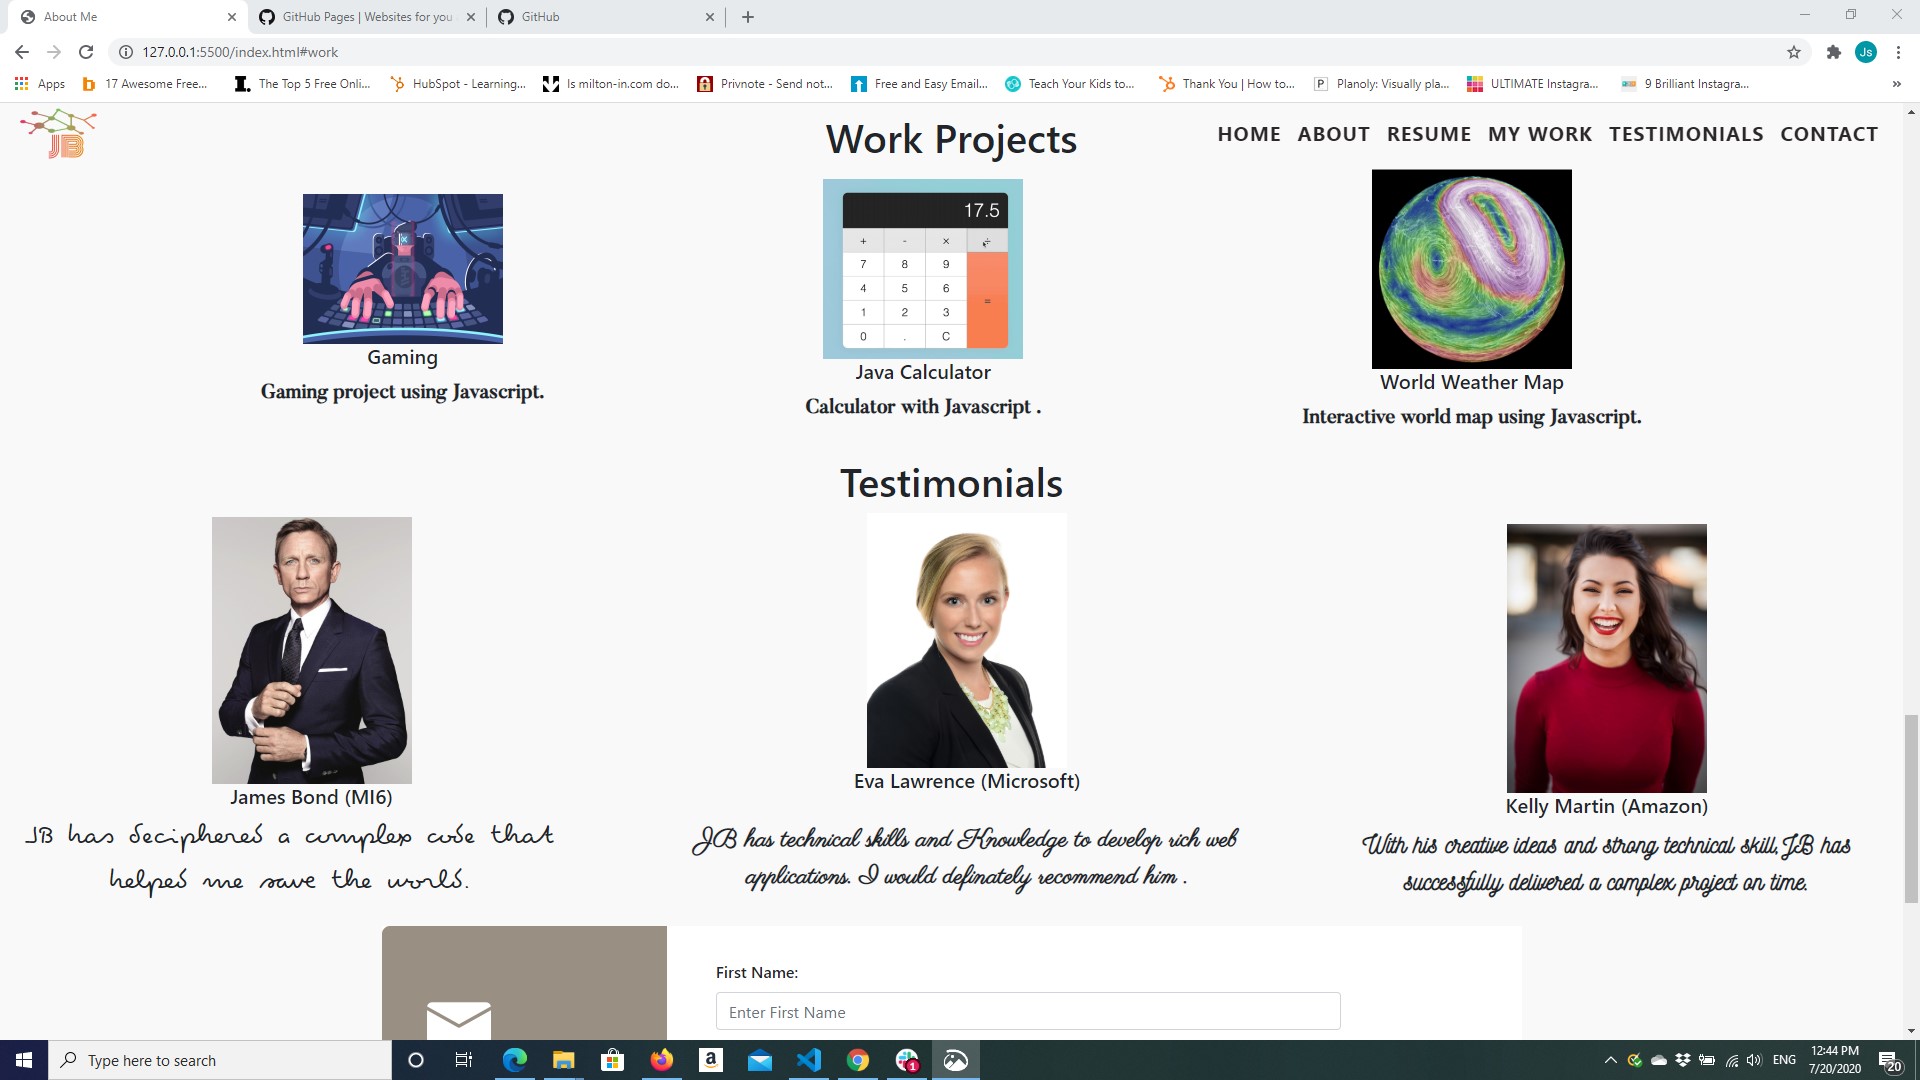 About Me
GitHub Pages | Websites for you
GitHub
127.0.0.1:5500/index.html#work
Js
Apps
17 Awesome Free...
The Top 5 Free Onli...
HubSpot - Learning...
Is milton-in.com do...
Privnote - Send not...
Free and Easy Email...
Teach Your Kids to...
Thank You | How to...
Planoly: Visually pla...
ULTIMATE Instagra...
9 Brilliant Instagra...
»
JB
HOME ABOUT RESUME MY WORK TESTIMONIALS CONTACT
Work Projects
17.5
+ - × ÷
7 8 9
4 5 6
1 2 3 =
0 . C
Gaming
Gaming project using Javascript.
Java Calculator
Calculator with Javascript .
World Weather Map
Interactive world map using Javascript.
Testimonials
James Bond (MI6)
JB has deciphered a complex code that
helped me save the world.
Eva Lawrence (Microsoft)
JB has technical skills and Knowledge to develop rich web
applications. I would definately recommend him .
Kelly Martin (Amazon)
With his creative ideas and strong technical skill,JB has
successfully delivered a complex project on time.
First Name:
Enter First Name
Type here to search
a
1
ENG
12:44 PM
7/20/2020
20